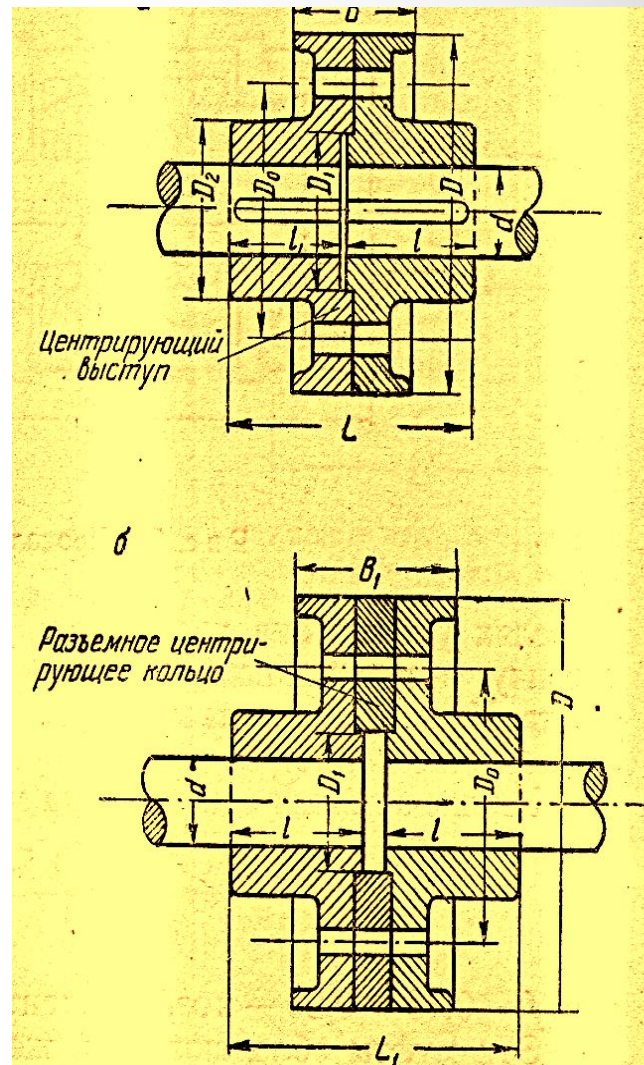 D₂
D₀
D₁
D
d
l₁
l
Центрирующий
выступ
L
б
B₁
Разъемное центри-
рующее кольцо
d
D₁
D₀
D
l
l
L₁